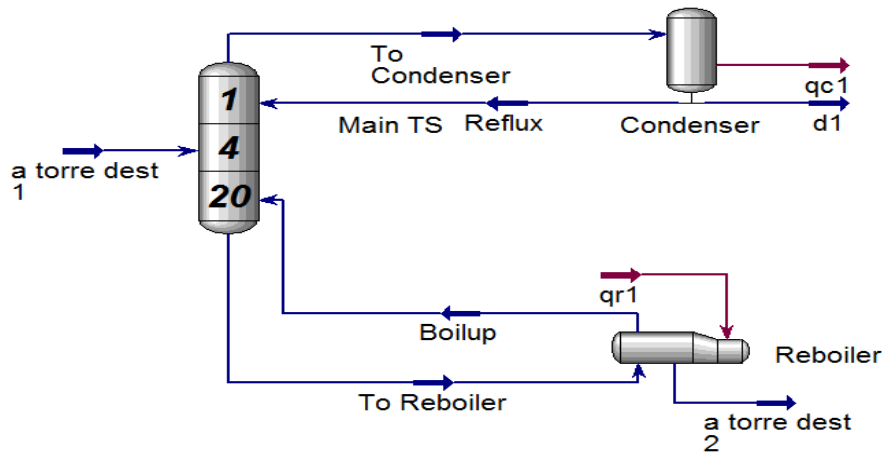 To
Condenser
1
qc1
Main TS
Reflux
Condenser
d1
4
a torre dest
1
20
qr1
Boilup
Reboiler
To Reboiler
a torre dest
2